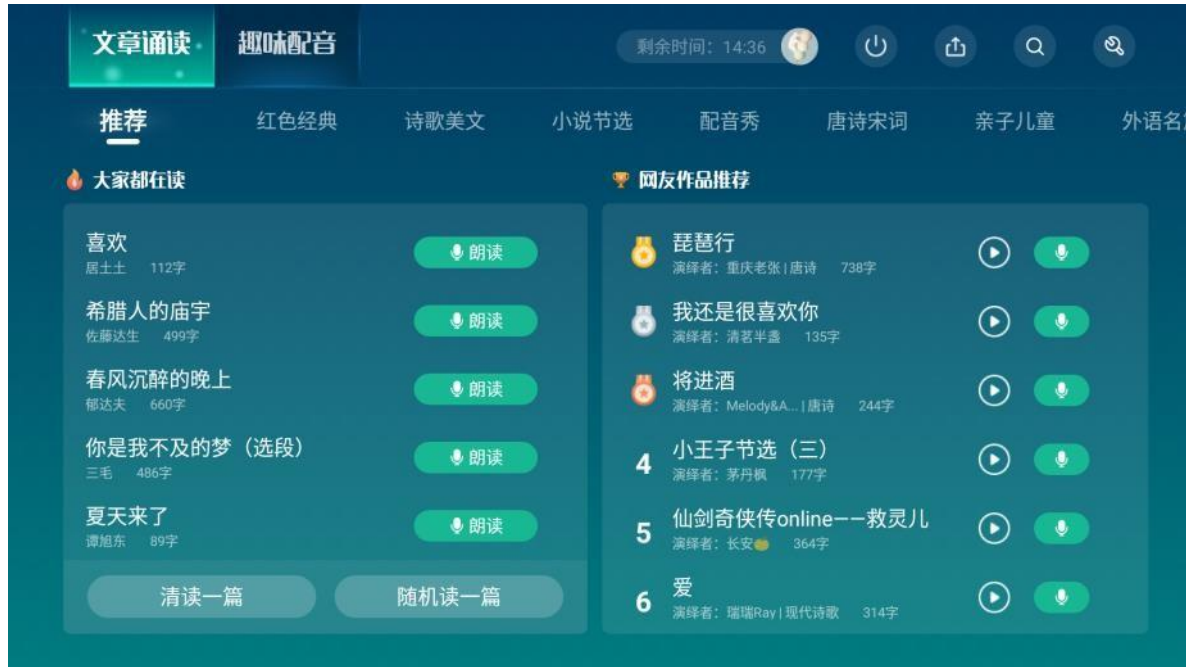 文章诵读
趣味配音
剩余时间：14:36
推荐
红色经典
诗歌美文
小说节选
配音秀
唐诗宋词
亲子儿童
外语名
大家都在读
喜欢
居土土 112字
朗读
希腊人的庙宇
佐藤达生 499字
朗读
春风沉醉的晚上
郁达夫 660字
朗读
你是我不及的梦（选段）
三毛 486字
朗读
夏天来了
谭旭东 89字
朗读
清读一篇
随机读一篇
网友作品推荐
琵琶行
演绎者：重庆老张|唐诗 738字
我还是很喜欢你
演绎者：清茗半盏 135字
将进酒
演绎者：Melody&A...|唐诗 244字
4
小王子节选（三）
演绎者：茅丹枫 177字
5
仙剑奇侠传online——救灵儿
演绎者：长安 364字
6
爱
演绎者：瑞瑞Ray|现代诗歌 314字